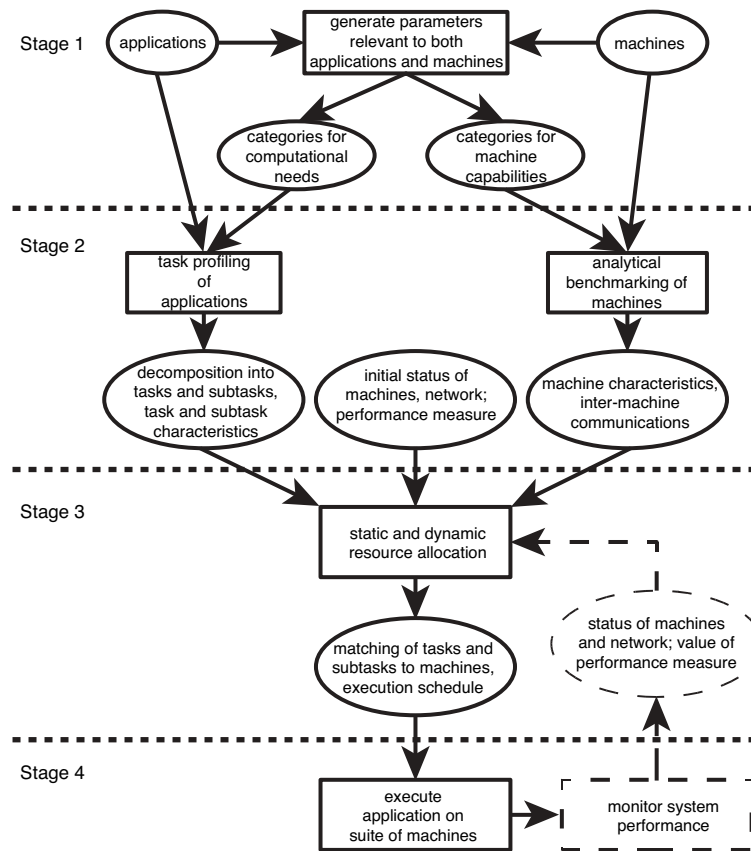 Stage 1
applications
generate parameters
relevant to both
applications and machines
machines
categories for
computational
needs
categories for
machine
capabilities
Stage 2
task profiling
of
applications
analytical
benchmarking of
machines
decomposition into
tasks and subtasks,
task and subtask
characteristics
initial status of
machines, network;
performance measure
machine characteristics,
inter-machine
communications
Stage 3
static and dynamic
resource allocation
matching of tasks and
subtasks to machines,
execution schedule
status of machines
and network; value of
performance measure
Stage 4
execute
application on
suite of machines
monitor system
performance